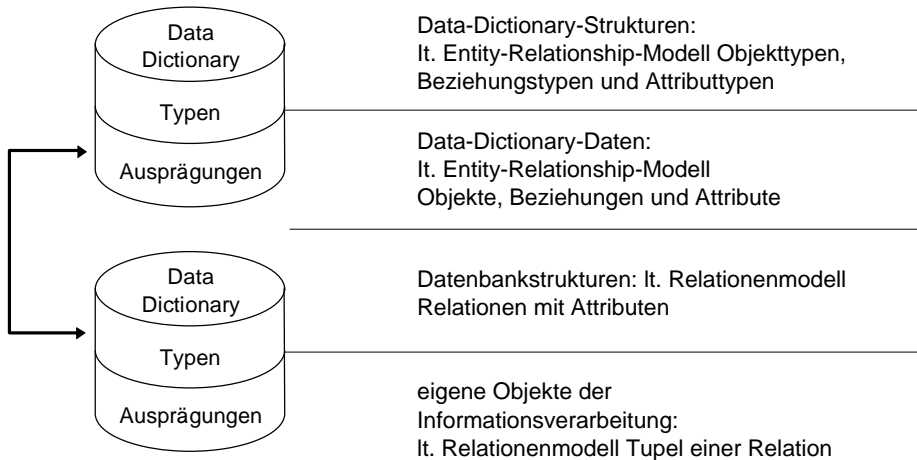 Data
Dictionary
Typen
Ausprägungen
Data-Dictionary-Strukturen:
lt. Entity-Relationship-Modell Objekttypen,
Beziehungstypen und Attributtypen
Data-Dictionary-Daten:
lt. Entity-Relationship-Modell
Objekte, Beziehungen und Attribute
Data
Dictionary
Typen
Ausprägungen
Datenbankstrukturen: lt. Relationenmodell
Relationen mit Attributen
eigene Objekte der
Informationsverarbeitung:
lt. Relationenmodell Tupel einer Relation